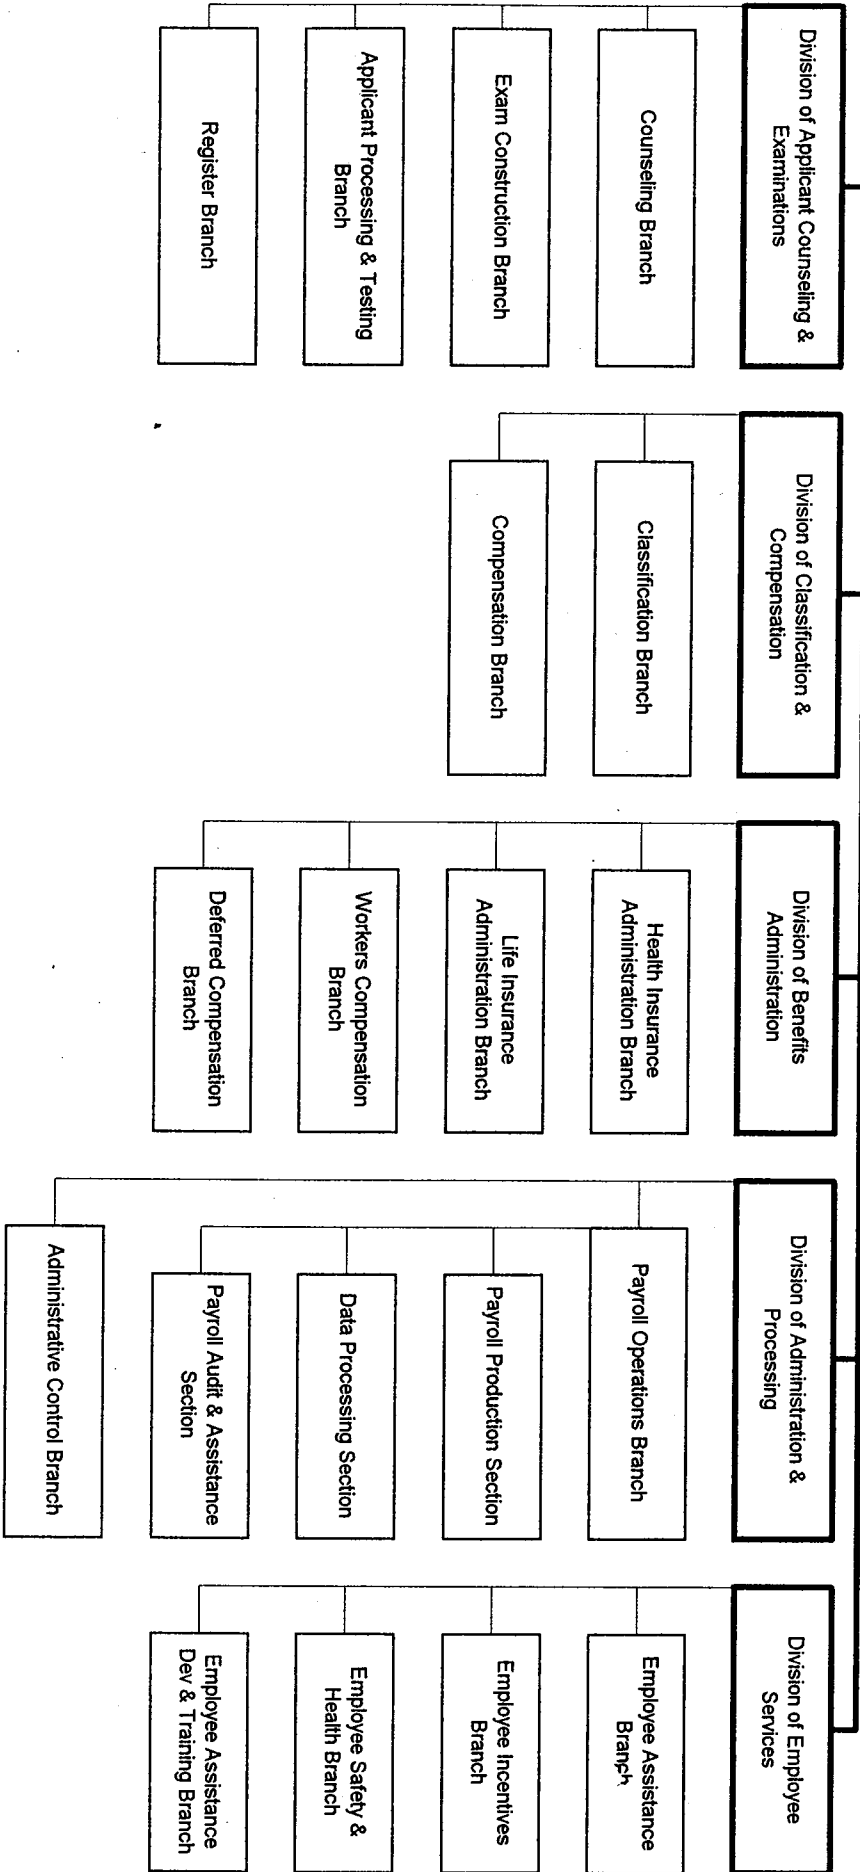 Division of Applicant Counseling &
Examinations
Counseling Branch
Exam Construction Branch
Applicant Processing & Testing
Branch
Register Branch
Division of Classification &
Compensation
Classification Branch
Compensation Branch
Division of Benefits
Administration
Health Insurance
Administration Branch
Life Insurance
Administration Branch
Workers Compensation
Branch
Deferred Compensation
Branch
Division of Administration &
Processing
Payroll Operations Branch
Payroll Production Section
Data Processing Section
Payroll Audit & Assistance
Section
Administrative Control Branch
Division of Employee
Services
Employee Assistance
Branch
Employee Incentives
Branch
Employee Safety &
Health Branch
Employee Assistance
Dev & Training Branch